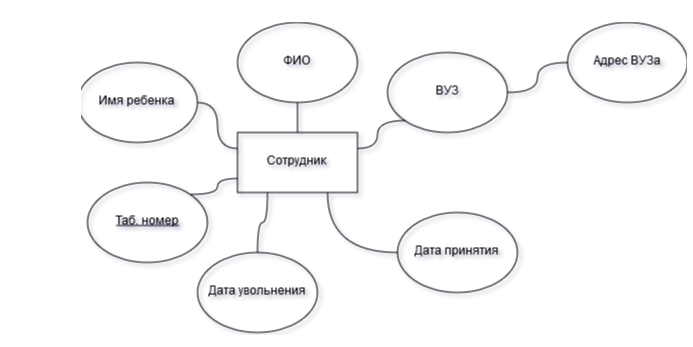 ФИО
Адрес ВУЗа
ВУЗ
Имя ребенка
Сотрудник
Таб. номер
Дата принятия
Дата увольнения